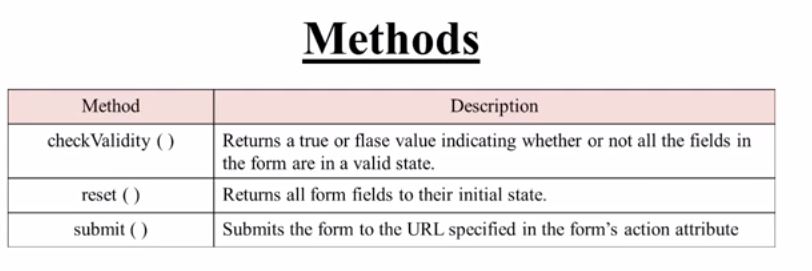 Methods
Method Description
checkValidity ( ) Returns a true or flase value indicating whether or not all the fields in
the form are in a valid state.
reset ( ) Returns all form fields to their initial state.
submit ( ) Submits the form to the URL specified in the form’s action attribute